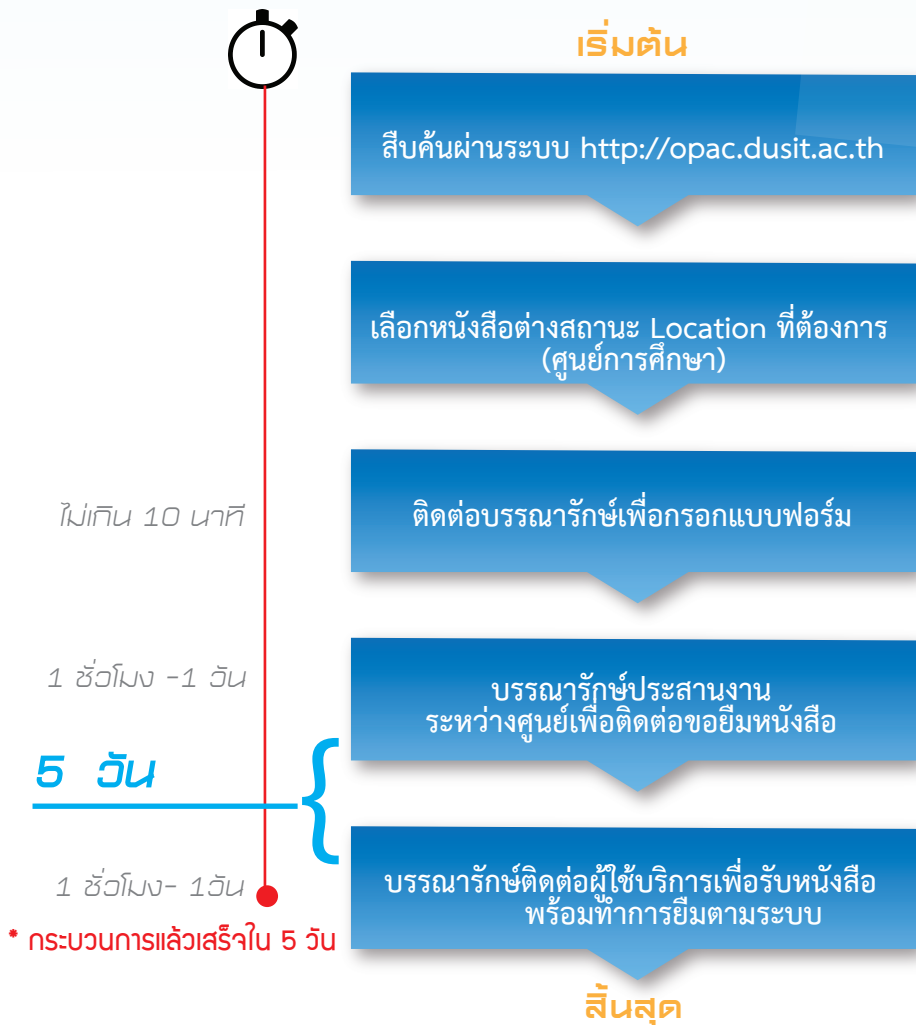 เริ่มต้น
สืบค้นผ่านระบบ http://opac.dusit.ac.th
เลือกหนังสือต่างสถานะ Location ที่ต้องการ
(ศูนย์การศึกษา)
ไม่เกิน 10 นาที
ติดต่อบรรณารักษ์เพื่อกรอกแบบฟอร์ม
1 ชั่วโมง -1 วัน
บรรณารักษ์ประสานงาน
ระหว่างศูนย์เพื่อติดต่อขอยืมหนังสือ
5 วัน
1 ชั่วโมง- 1วัน
บรรณารักษ์ติดต่อผู้ใช้บริการเพื่อรับหนังสือ
พร้อมทำการยืมตามระบบ
* กระบวนการแล้วเสร็จใน 5 วัน
สิ้นสุด